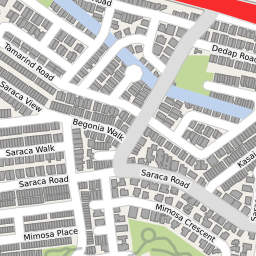 Road
Dedap Road
Tamarind Road
Saraca View
Begonia Walk
Saraca Walk
Saraca Road
Saraca Road
Mimosa Crescent
Mimosa Place